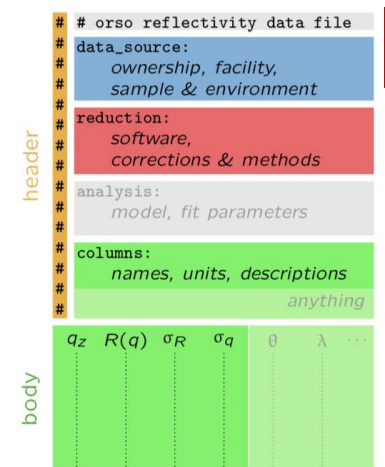 # # orso reflectivity data file
# data_source:
# ownership, facility,
# sample & environment
#
# reduction:
# software,
# corrections & methods
#
# analysis:
# model, fit parameters
#
# columns:
# names, units, descriptions
# anything
#
header
q_z R(q) σ_R σ_q θ λ ...
body